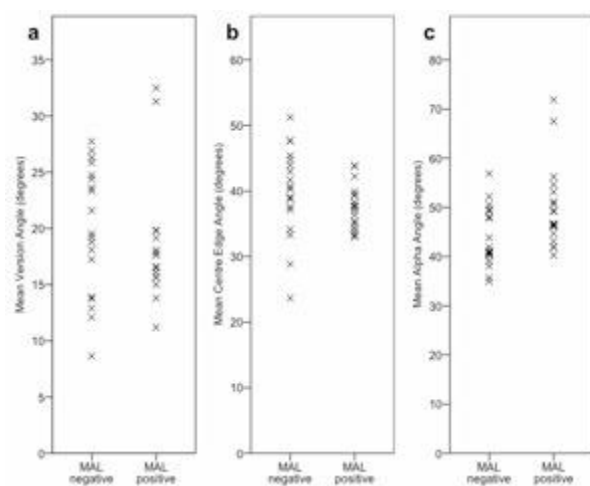 a
Mean Version Angle (degrees)
35
30
25
20
15
10
5
0
MAL
negative
MAL
positive
b
Mean Centre Edge Angle (degrees)
60
50
40
30
20
10
0
MAL
negative
MAL
positive
c
Mean Alpha Angle (degrees)
80
70
60
50
40
30
20
10
0
MAL
negative
MAL
positive